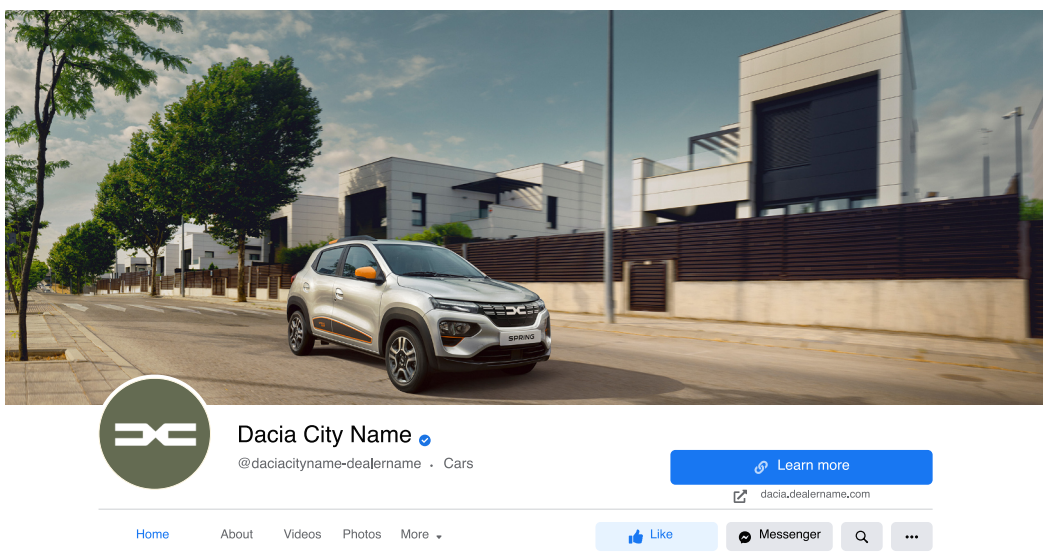 SPRING
Dacia City Name
@daciacityname-dealername . Cars
Learn more
dacia.dealername.com
Home About Videos Photos More Like Messenger